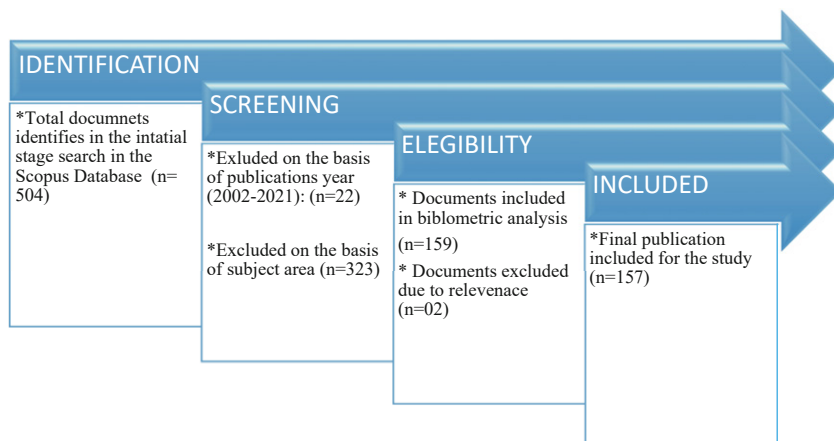 IDENTIFICATION
*Total documnets
identifies in the intatial
stage search in the
Scopus Database (n=
504)
SCREENING
*Exluded on the basis
of publications year
(2002-2021): (n=22)
*Excluded on the basis
of subject area (n=323)
ELEGIBILITY
* Documents included
in biblometric analysis
(n=159)
* Documents excluded
due to relevenace
(n=02)
INCLUDED
*Final publication
included for the study
(n=157)